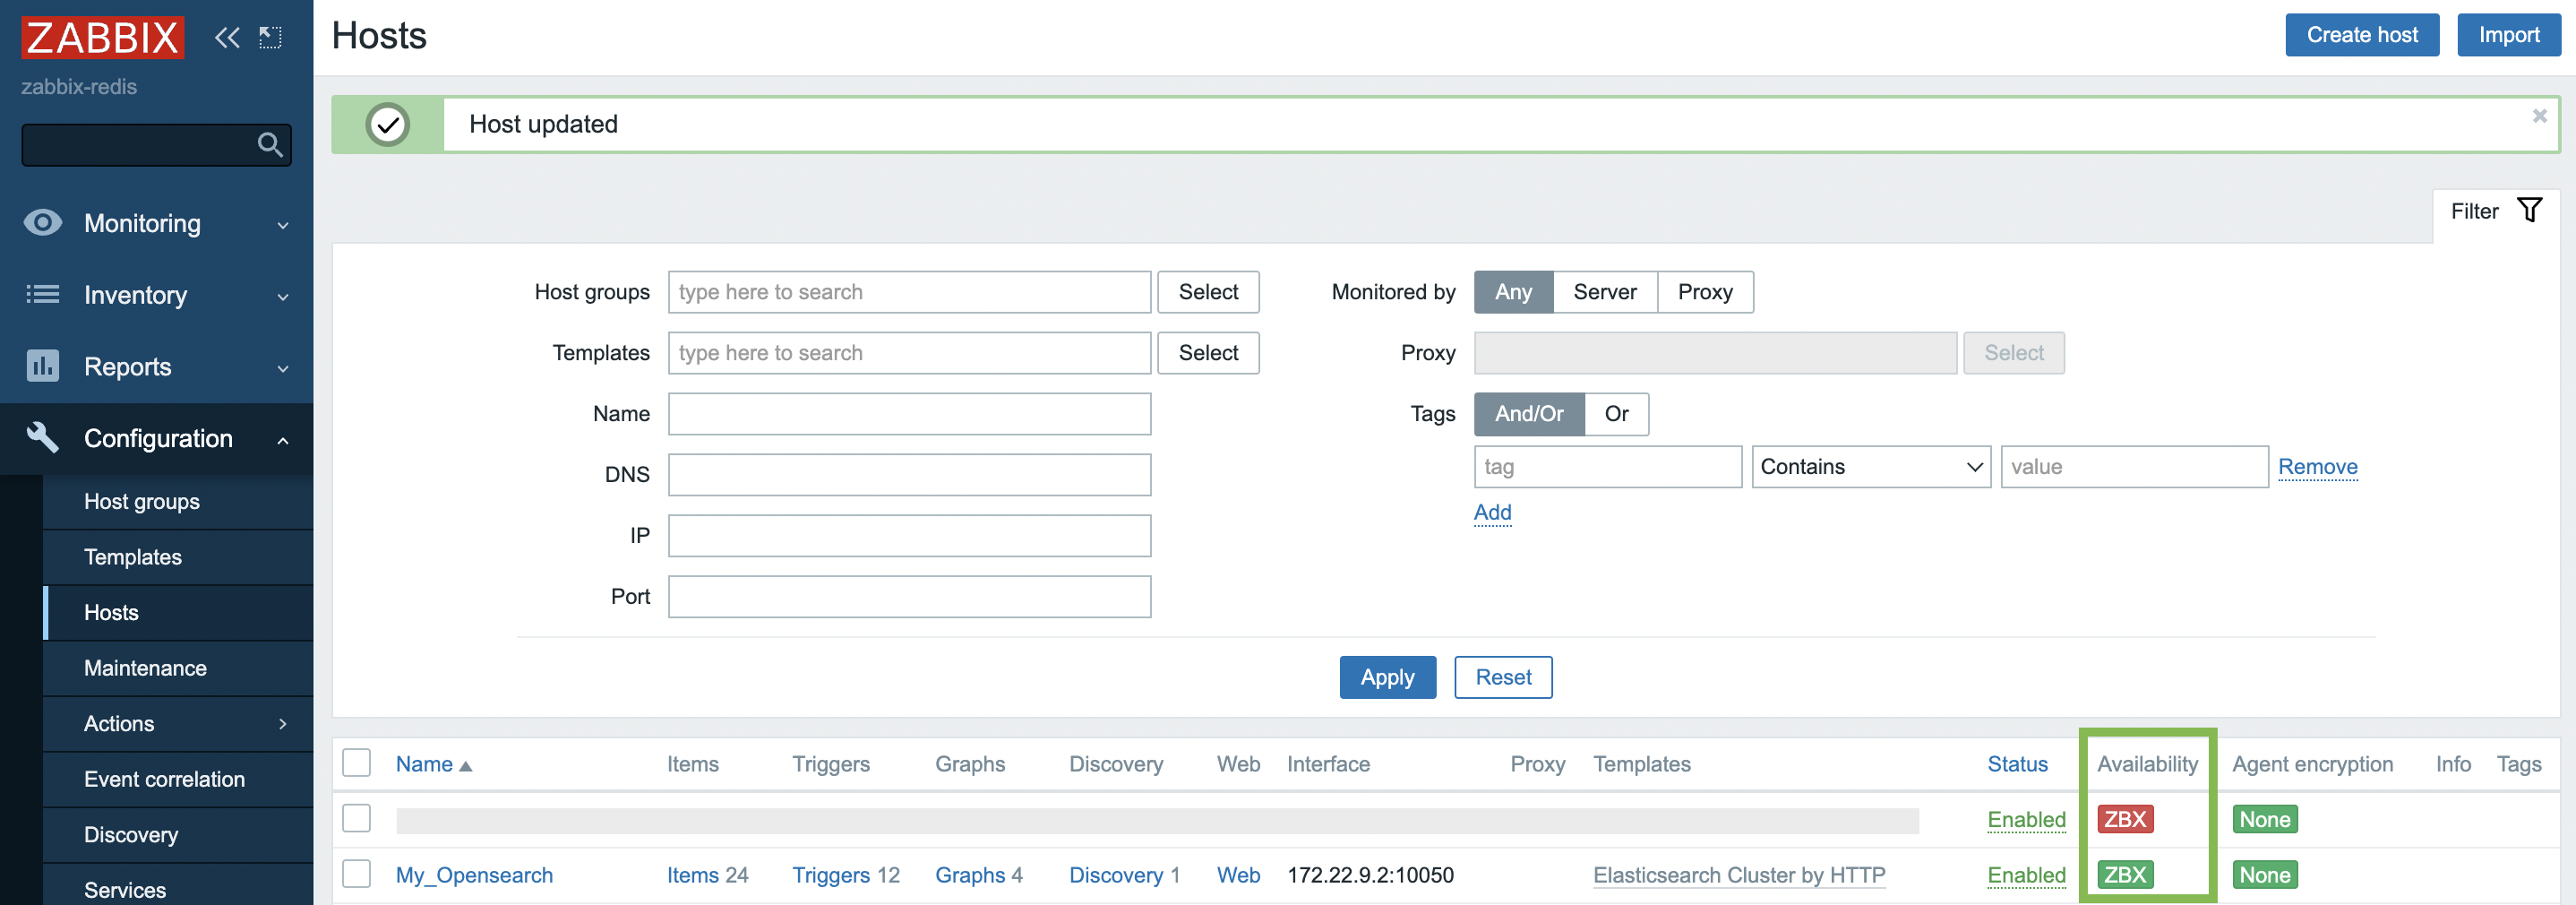 ZABBIX
zabbix-redis
Monitoring
Inventory
Reports
Configuration
Host groups
Templates
Hosts
Maintenance
Actions
Event correlation
Discovery
Services
Hosts
Create host Import
Host updated
Filter
Host groups type here to search Select
Templates type here to search Select
Name
DNS
IP
Port
Monitored by Any Server Proxy
Proxy Select
Tags And/Or Or
tag Contains value Remove
Add
Apply Reset
Name Items Triggers Graphs Discovery Web Interface Proxy Templates Status Availability Agent encryption Info Tags
Enabled ZBX None
My_Opensearch Items 24 Triggers 12 Graphs 4 Discovery 1 Web 172.22.9.2:10050 Elasticsearch Cluster by HTTP Enabled ZBX None